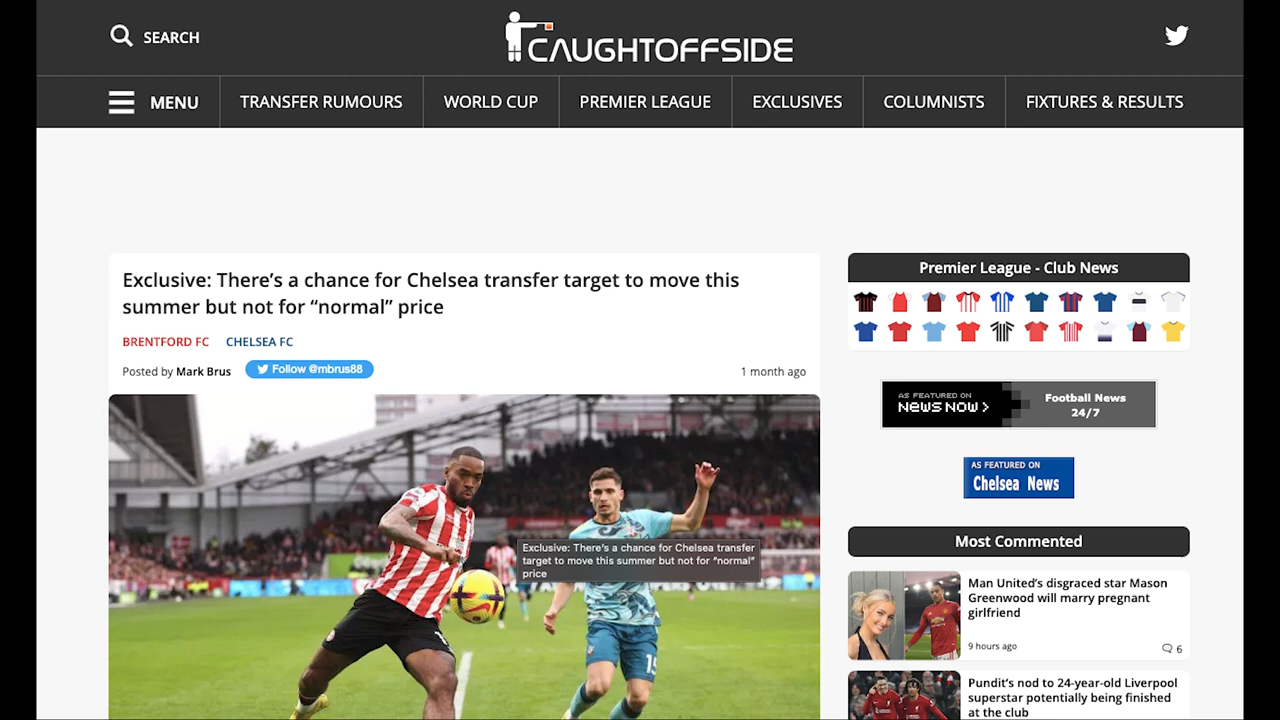 SEARCH
CAUGHTOFFSIDE
MENU
TRANSFER RUMOURS
WORLD CUP
PREMIER LEAGUE
EXCLUSIVES
COLUMNISTS
FIXTURES & RESULTS
Exclusive: There’s a chance for Chelsea transfer target to move this
summer but not for “normal” price
BRENTFORD FC CHELSEA FC
Posted by Mark Brus
Follow @mbrus88
1 month ago
Exclusive: There’s a chance for Chelsea transfer
target to move this summer but not for “normal”
price
15
Premier League - Club News
AS FEATURED ON
NEWS NOW >
Football News
24/7
AS FEATURED ON
Chelsea News
Most Commented
Man United’s disgraced star Mason
Greenwood will marry pregnant
girlfriend
9 hours ago
6
Pundit’s nod to 24-year-old Liverpool
superstar potentially being finished
at the club